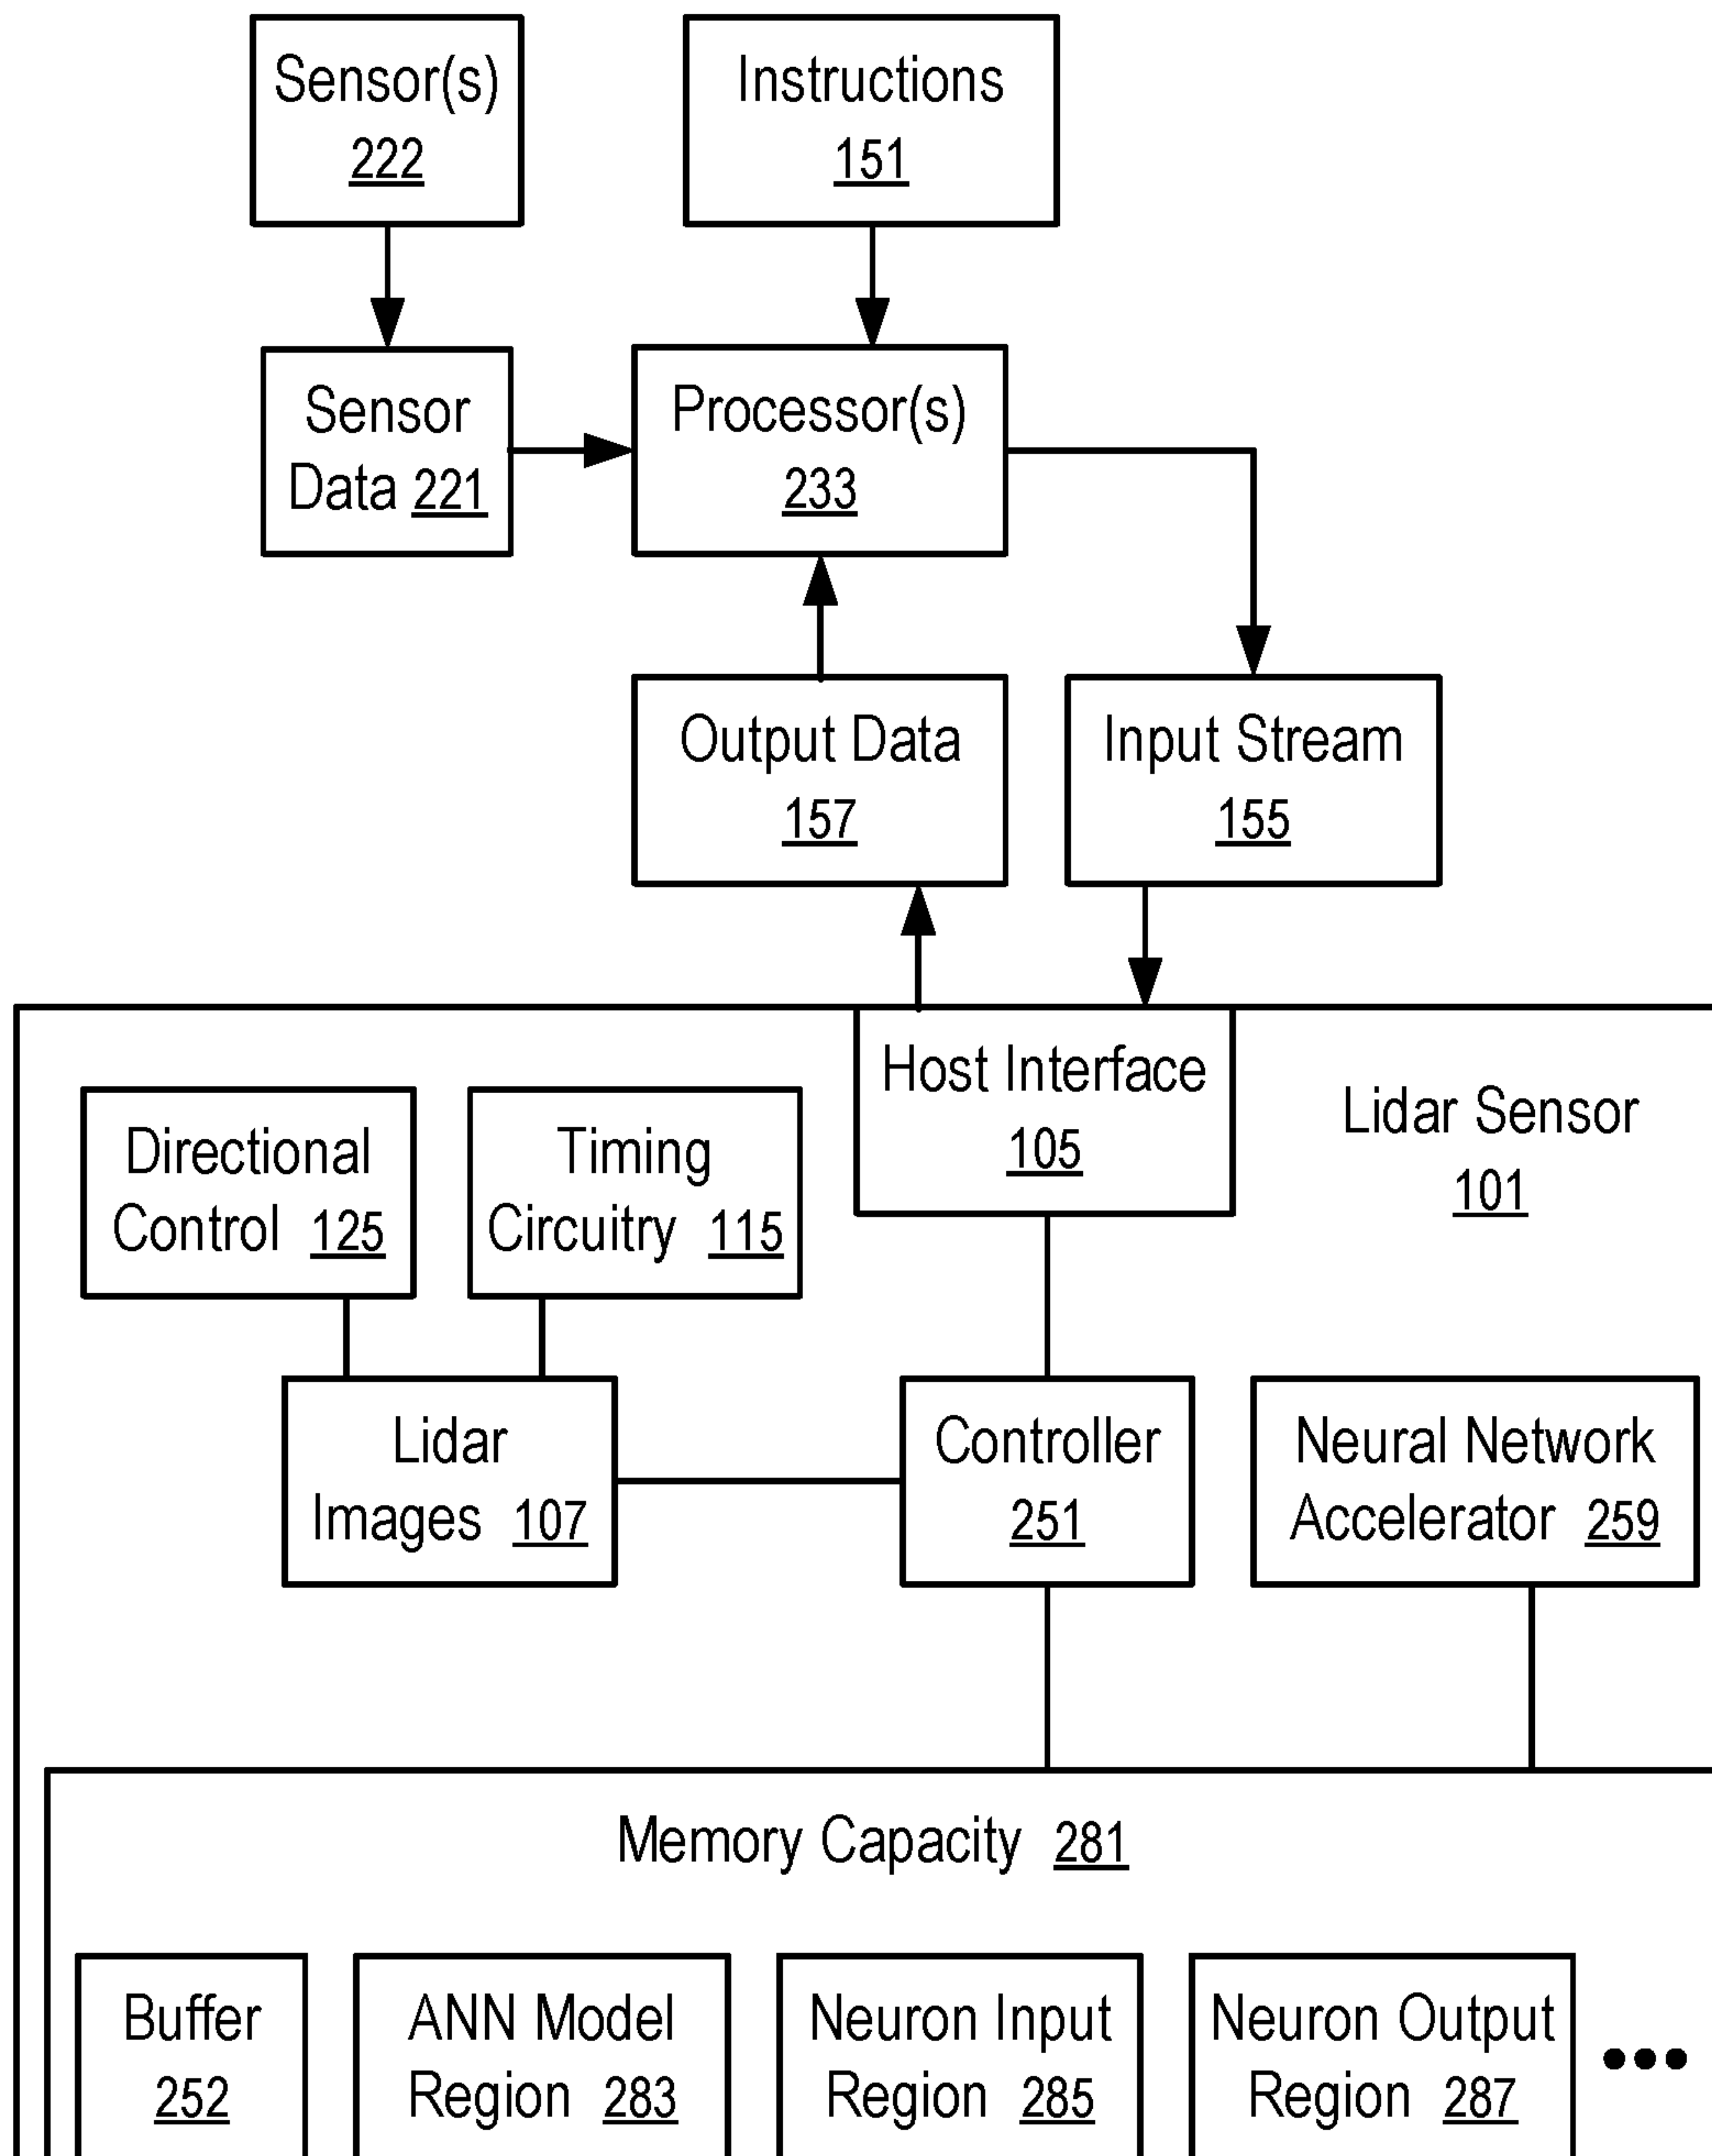 Sensor(s)
222
Instructions
151
Sensor
Data 221
Processor(s)
233
Output Data
157
Input Stream
155
Host Interface
105
Lidar Sensor
101
Directional
Control 125
Timing
Circuitry 115
Lidar
Images 107
Controller
251
Neural Network
Accelerator 259
Memory Capacity 281
Buffer
252
ANN Model
Region 283
Neuron Input
Region 285
Neuron Output
Region 287
•••